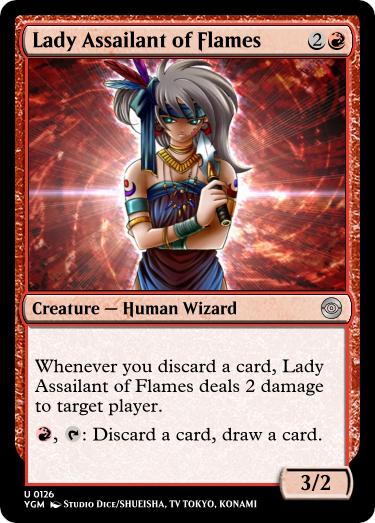 Lady Assailant of Flames 2
Creature — Human Wizard
Whenever you discard a card, Lady
Assailant of Flames deals 2 damage
to target player.
, : Discard a card, draw a card.
3/2
U 0126
YGM Studio Dice/SHUEISHA, TV TOKYO, KONAMI